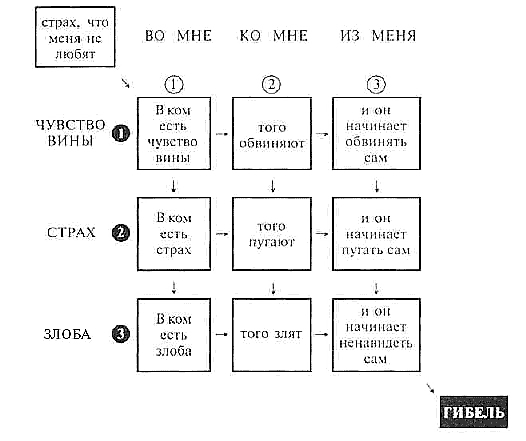 страх, что
меня не
любят
ВО МНЕ КО МНЕ ИЗ МЕНЯ
1 2 3
ЧУВСТВО
ВИНЫ
1
В ком
есть
чувство
вины
того
обвиняют
и он
начинает
обвинять
сам
СТРАХ
2
В ком
есть
страх
того
пугают
и он
начинает
пугать сам
ЗЛОБА
3
В ком
есть
злоба
того злят
и он
начинает
ненавидеть
сам
ГИБЕЛЬ